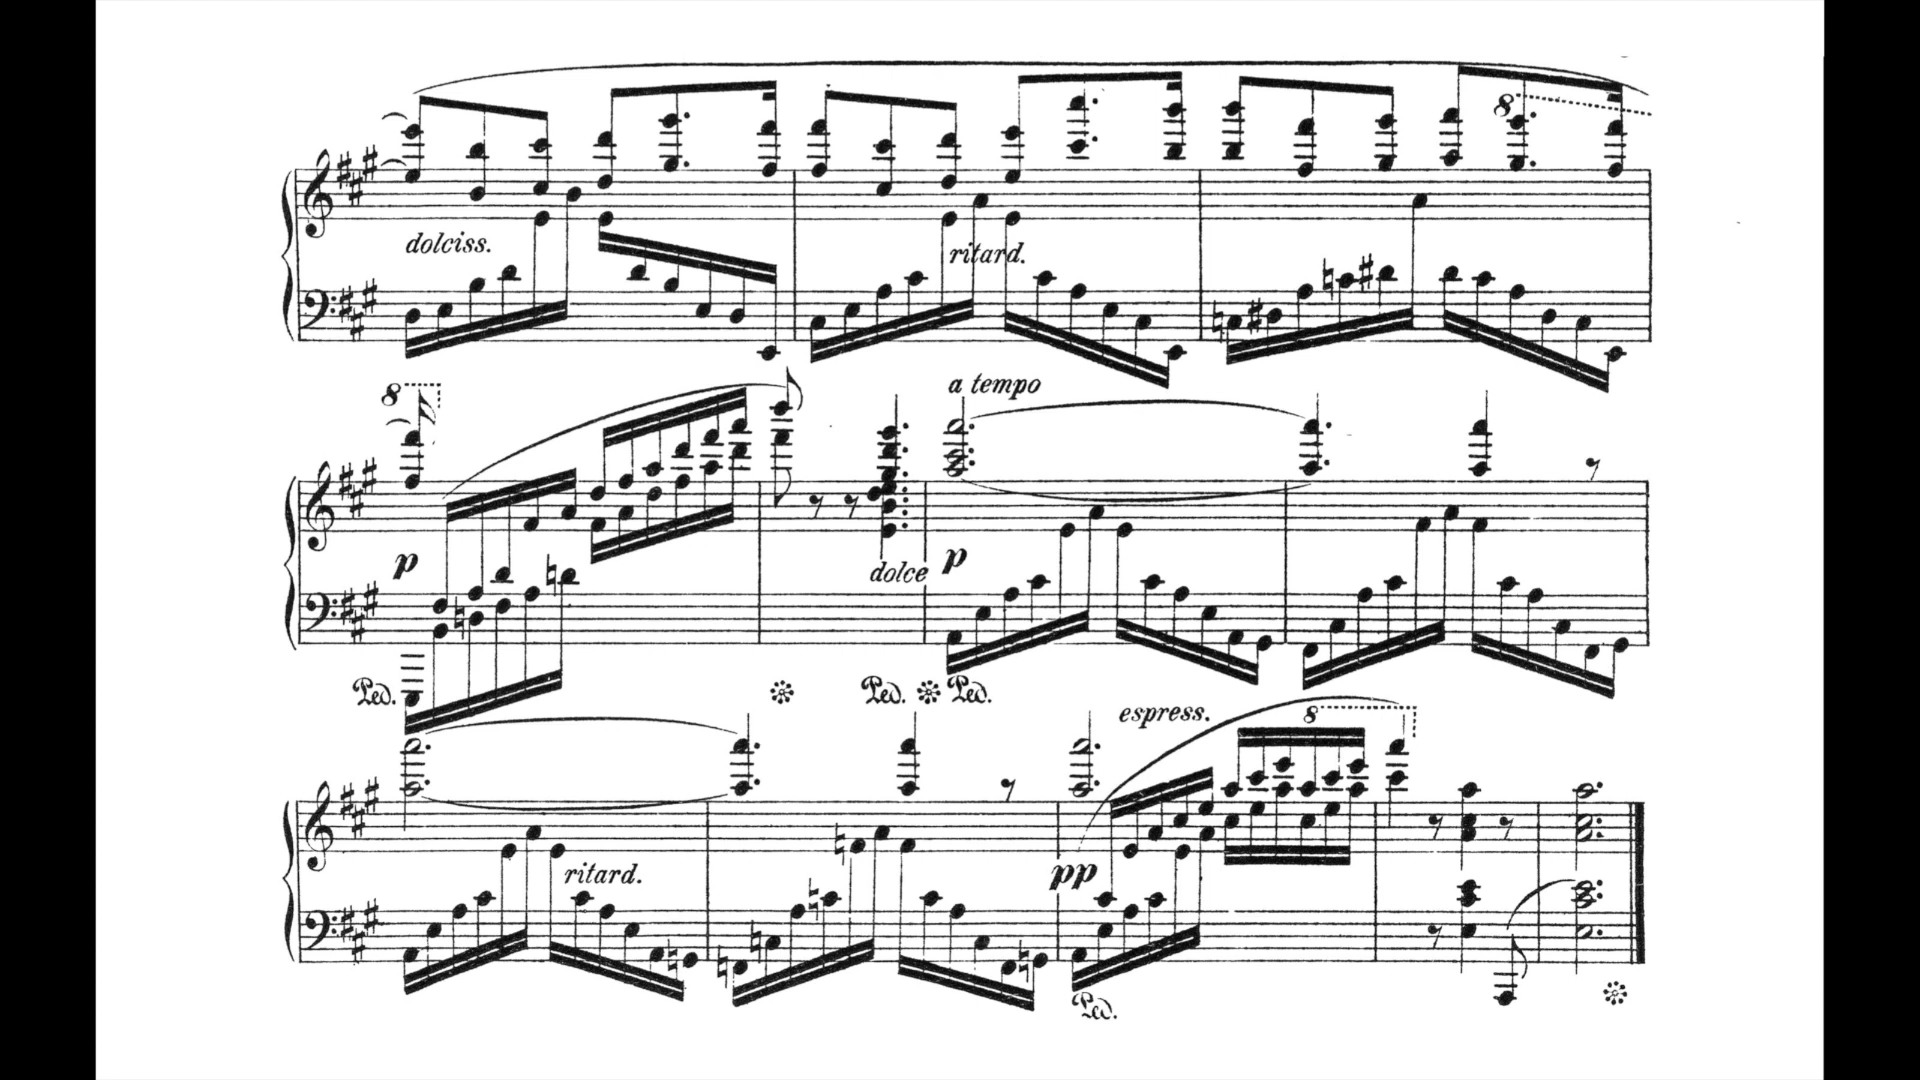 8
dolciss.
ritard.
8
a tempo
p
dolce
p
Ped.
Ped.
Ped.
espress.
8
ritard.
pp
Ped.